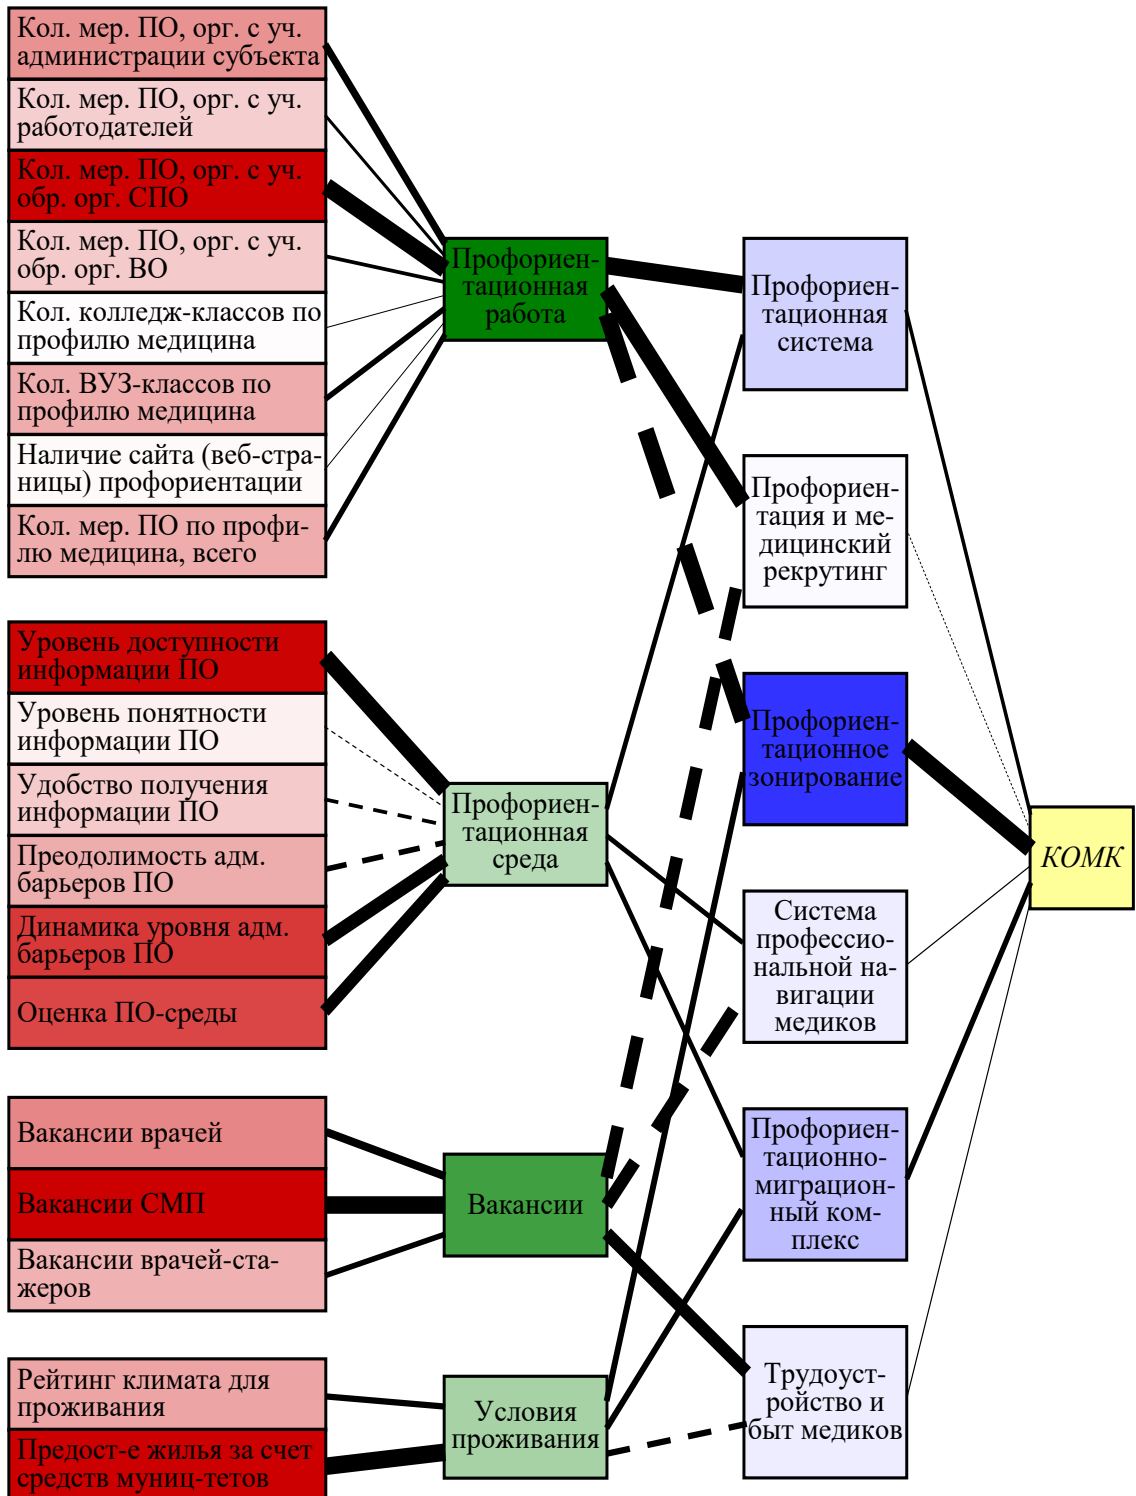 Кол. мер. ПО, орг. с уч.
администрации субъекта
Кол. мер. ПО, орг. с уч.
работодателей
Кол. мер. ПО, орг. с уч.
обр. орг. СПО
Кол. мер. ПО, орг. с уч.
обр. орг. ВО
Кол. колледж-классов по
профилю медицина
Кол. ВУЗ-классов по
профилю медицина
Наличие сайта (веб-стра-
ницы) профориентации
Кол. мер. ПО по профи-
лю медицина, всего
Уровень доступности
информации ПО
Уровень понятности
информации ПО
Удобство получения
информации ПО
Преодолимость адм.
барьеров ПО
Динамика уровня адм.
барьеров ПО
Оценка ПО-среды
Вакансии врачей
Вакансии СМП
Вакансии врачей-ста-
жеров
Рейтинг климата для
проживания
Предост-е жилья за счет
средств муниц-тетов
Профориен-
тационная
работа
Профориен-
тационная
среда
Вакансии
Условия
проживания
Профориен-
тационная
система
Профориен-
тация и ме-
дицинский
рекрутинг
Профориен-
тационное
зонирование
Система
профессио-
нальной на-
вигации
медиков
Профориен-
тационно-
миграцион-
ный ком-
плекс
Трудоуст-
ройство и
быт медиков
КОМК